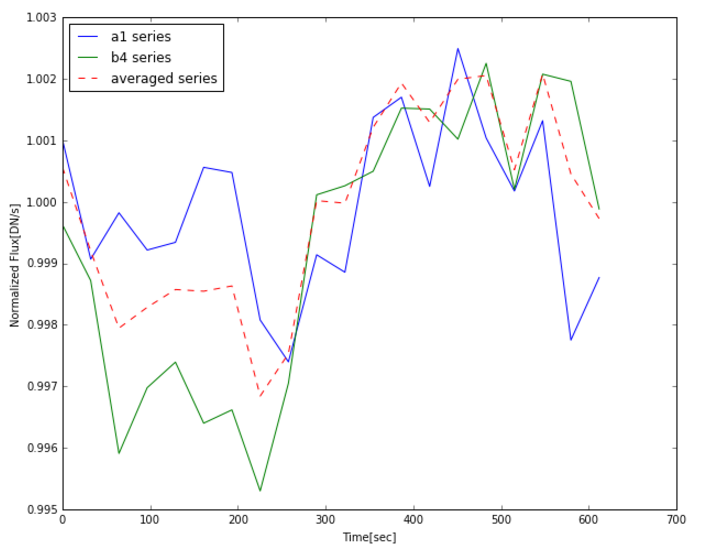 1.003
1.002
1.001
1.000
0.999
0.998
0.997
0.996
0.995
Normalized Flux[DN/s]
a1 series
b4 series
averaged series
0 100 200 300 400 500 600 700
Time[sec]